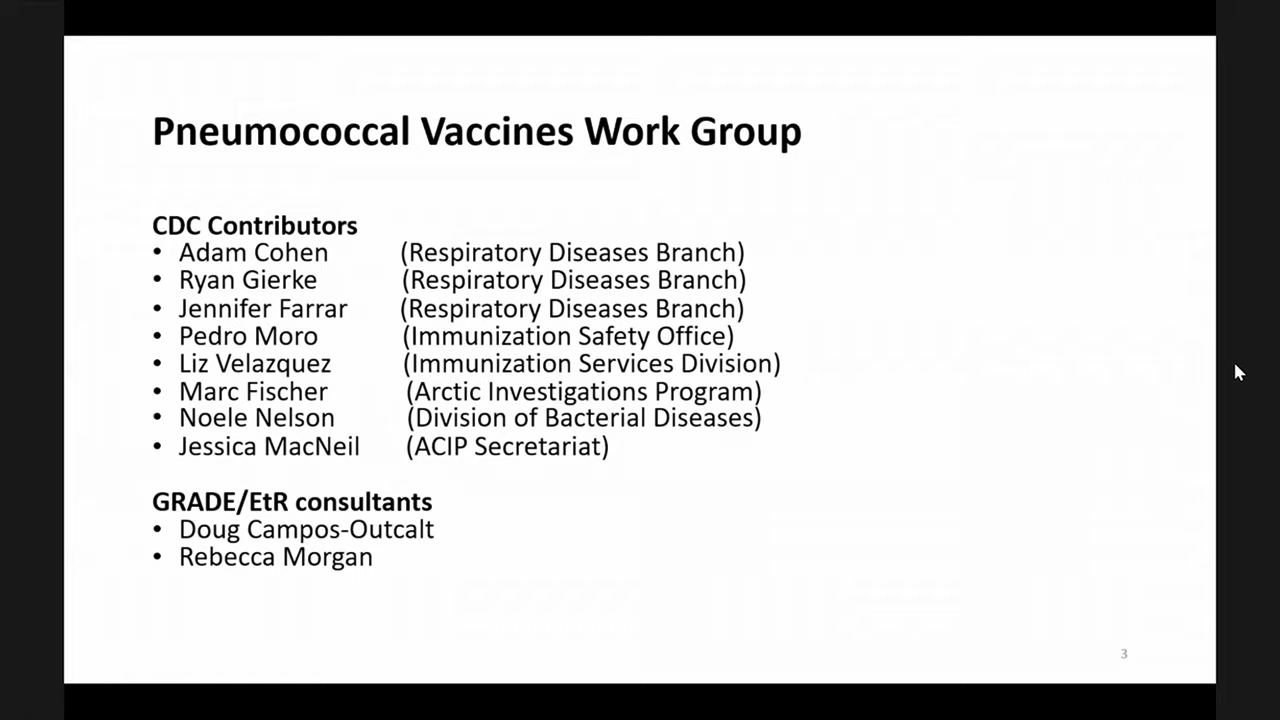 Pneumococcal Vaccines Work Group
CDC Contributors
• Adam Cohen (Respiratory Diseases Branch)
• Ryan Gierke (Respiratory Diseases Branch)
• Jennifer Farrar (Respiratory Diseases Branch)
• Pedro Moro (Immunization Safety Office)
• Liz Velazquez (Immunization Services Division)
• Marc Fischer (Arctic Investigations Program)
• Noele Nelson (Division of Bacterial Diseases)
• Jessica MacNeil (ACIP Secretariat)
GRADE/EtR consultants
• Doug Campos-Outcalt
• Rebecca Morgan
3